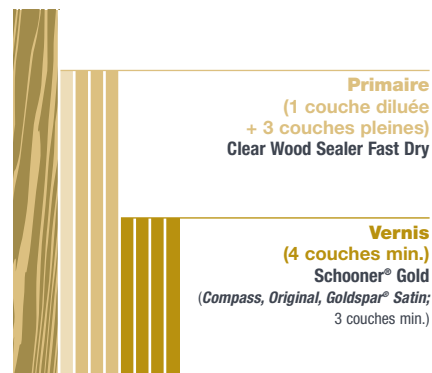 Primaire
(1 couche diluée
+ 3 couches pleines)
Clear Wood Sealer Fast Dry
Vernis
(4 couches min.)
Schooner® Gold
(Compass, Original, Goldspar® Satin;
3 couches min.)